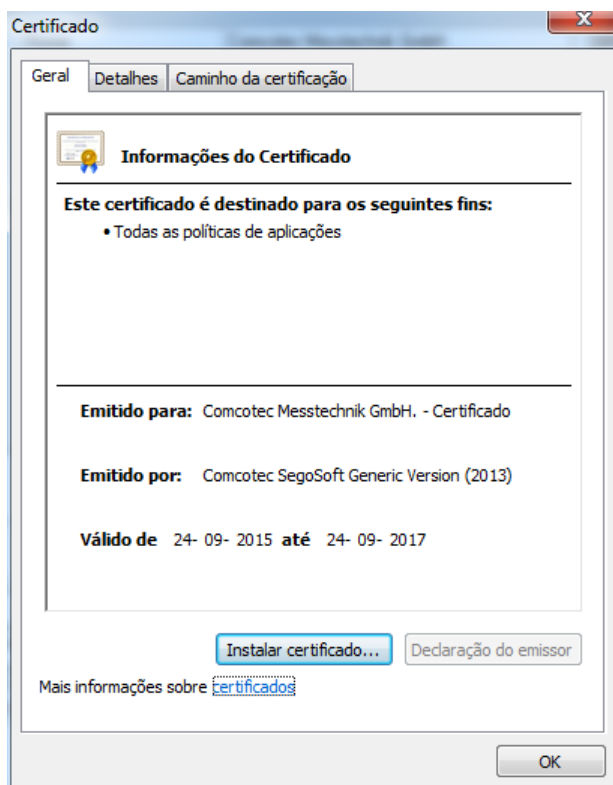 Certificado
Geral
Detalhes
Caminho da certificação
Informações do Certificado
Este certificado é destinado para os seguintes fins:
• Todas as políticas de aplicações
Emitido para: Comcotec Messtechnik GmbH. - Certificado
Emitido por: Comcotec SegoSoft Generic Version (2013)
Válido de 24- 09- 2015 até 24- 09- 2017
Instalar certificado...
Declaração do emissor
Mais informações sobre certificados
OK